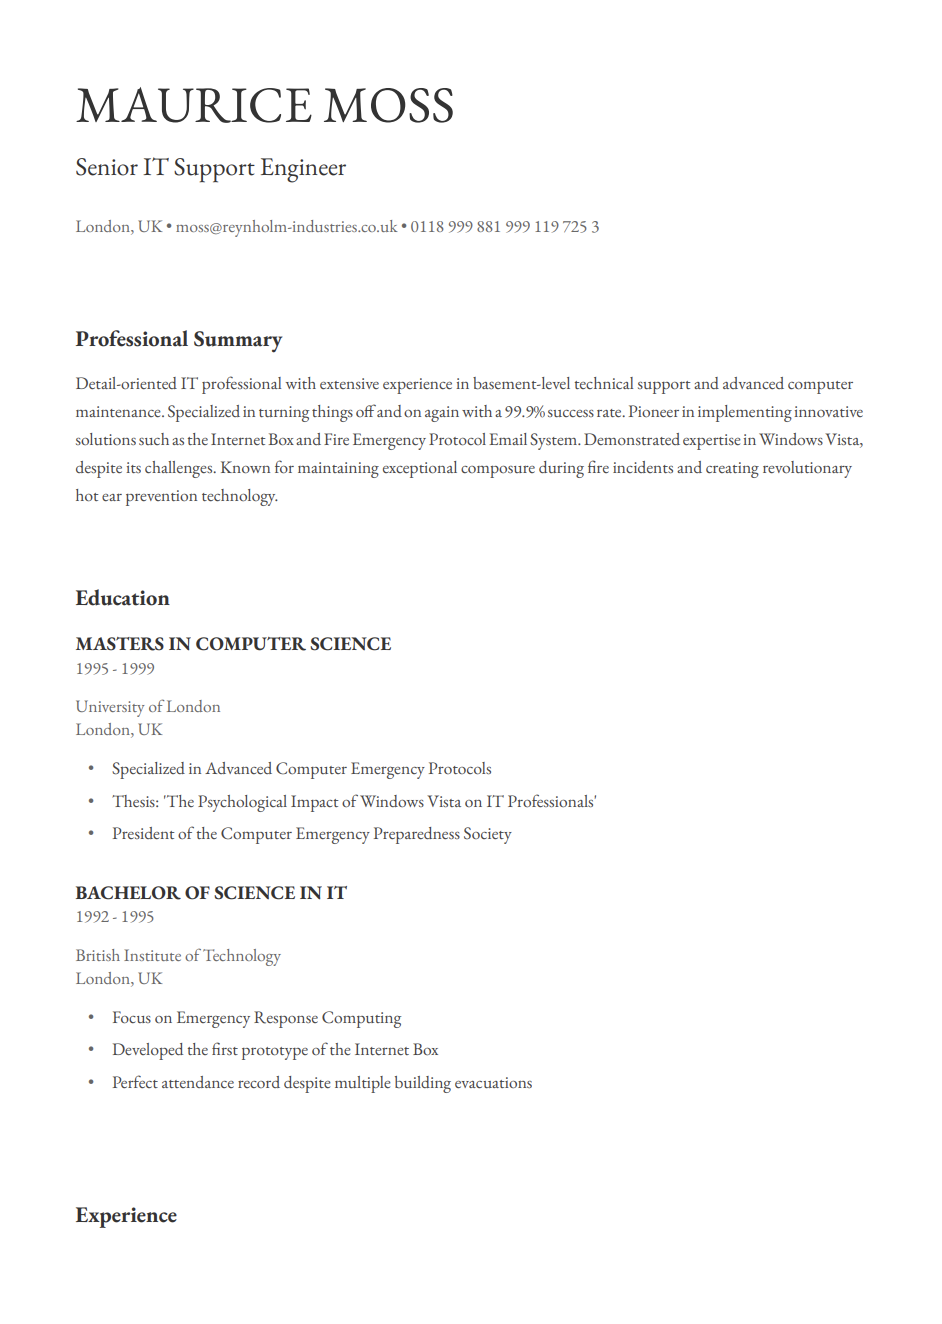 MAURICE MOSS
Senior IT Support Engineer
London, UK • moss@reynholm-industries.co.uk • 0118 999 881 999 119 725 3
Professional Summary
Detail-oriented IT professional with extensive experience in basement-level technical support and advanced computer
maintenance. Specialized in turning things off and on again with a 99.9% success rate. Pioneer in implementing innovative
solutions such as the Internet Box and Fire Emergency Protocol Email System. Demonstrated expertise in Windows Vista,
despite its challenges. Known for maintaining exceptional composure during fire incidents and creating revolutionary
hot ear prevention technology.
Education
MASTERS IN COMPUTER SCIENCE
1995 - 1999
University of London
London, UK
• Specialized in Advanced Computer Emergency Protocols
• Thesis: 'The Psychological Impact of Windows Vista on IT Professionals'
• President of the Computer Emergency Preparedness Society
BACHELOR OF SCIENCE IN IT
1992 - 1995
British Institute of Technology
London, UK
• Focus on Emergency Response Computing
• Developed the first prototype of the Internet Box
• Perfect attendance record despite multiple building evacuations
Experience